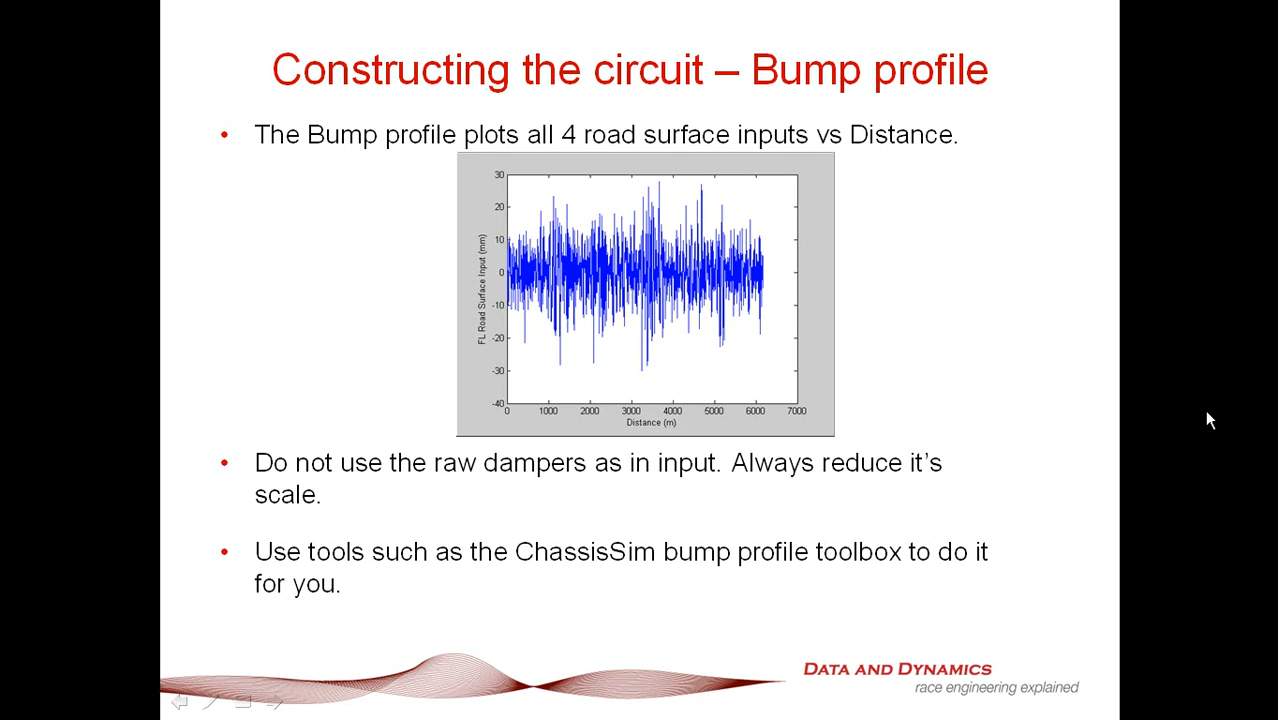 Constructing the circuit – Bump profile
• The Bump profile plots all 4 road surface inputs vs Distance.
30
20
10
0
-10
-20
-30
-40
FL Road Surface Input (mm)
0 1000 2000 3000 4000 5000 6000 7000
Distance (m)
• Do not use the raw dampers as in input. Always reduce it’s
scale.
• Use tools such as the ChassisSim bump profile toolbox to do it
for you.
DATA AND DYNAMICS
race engineering explained